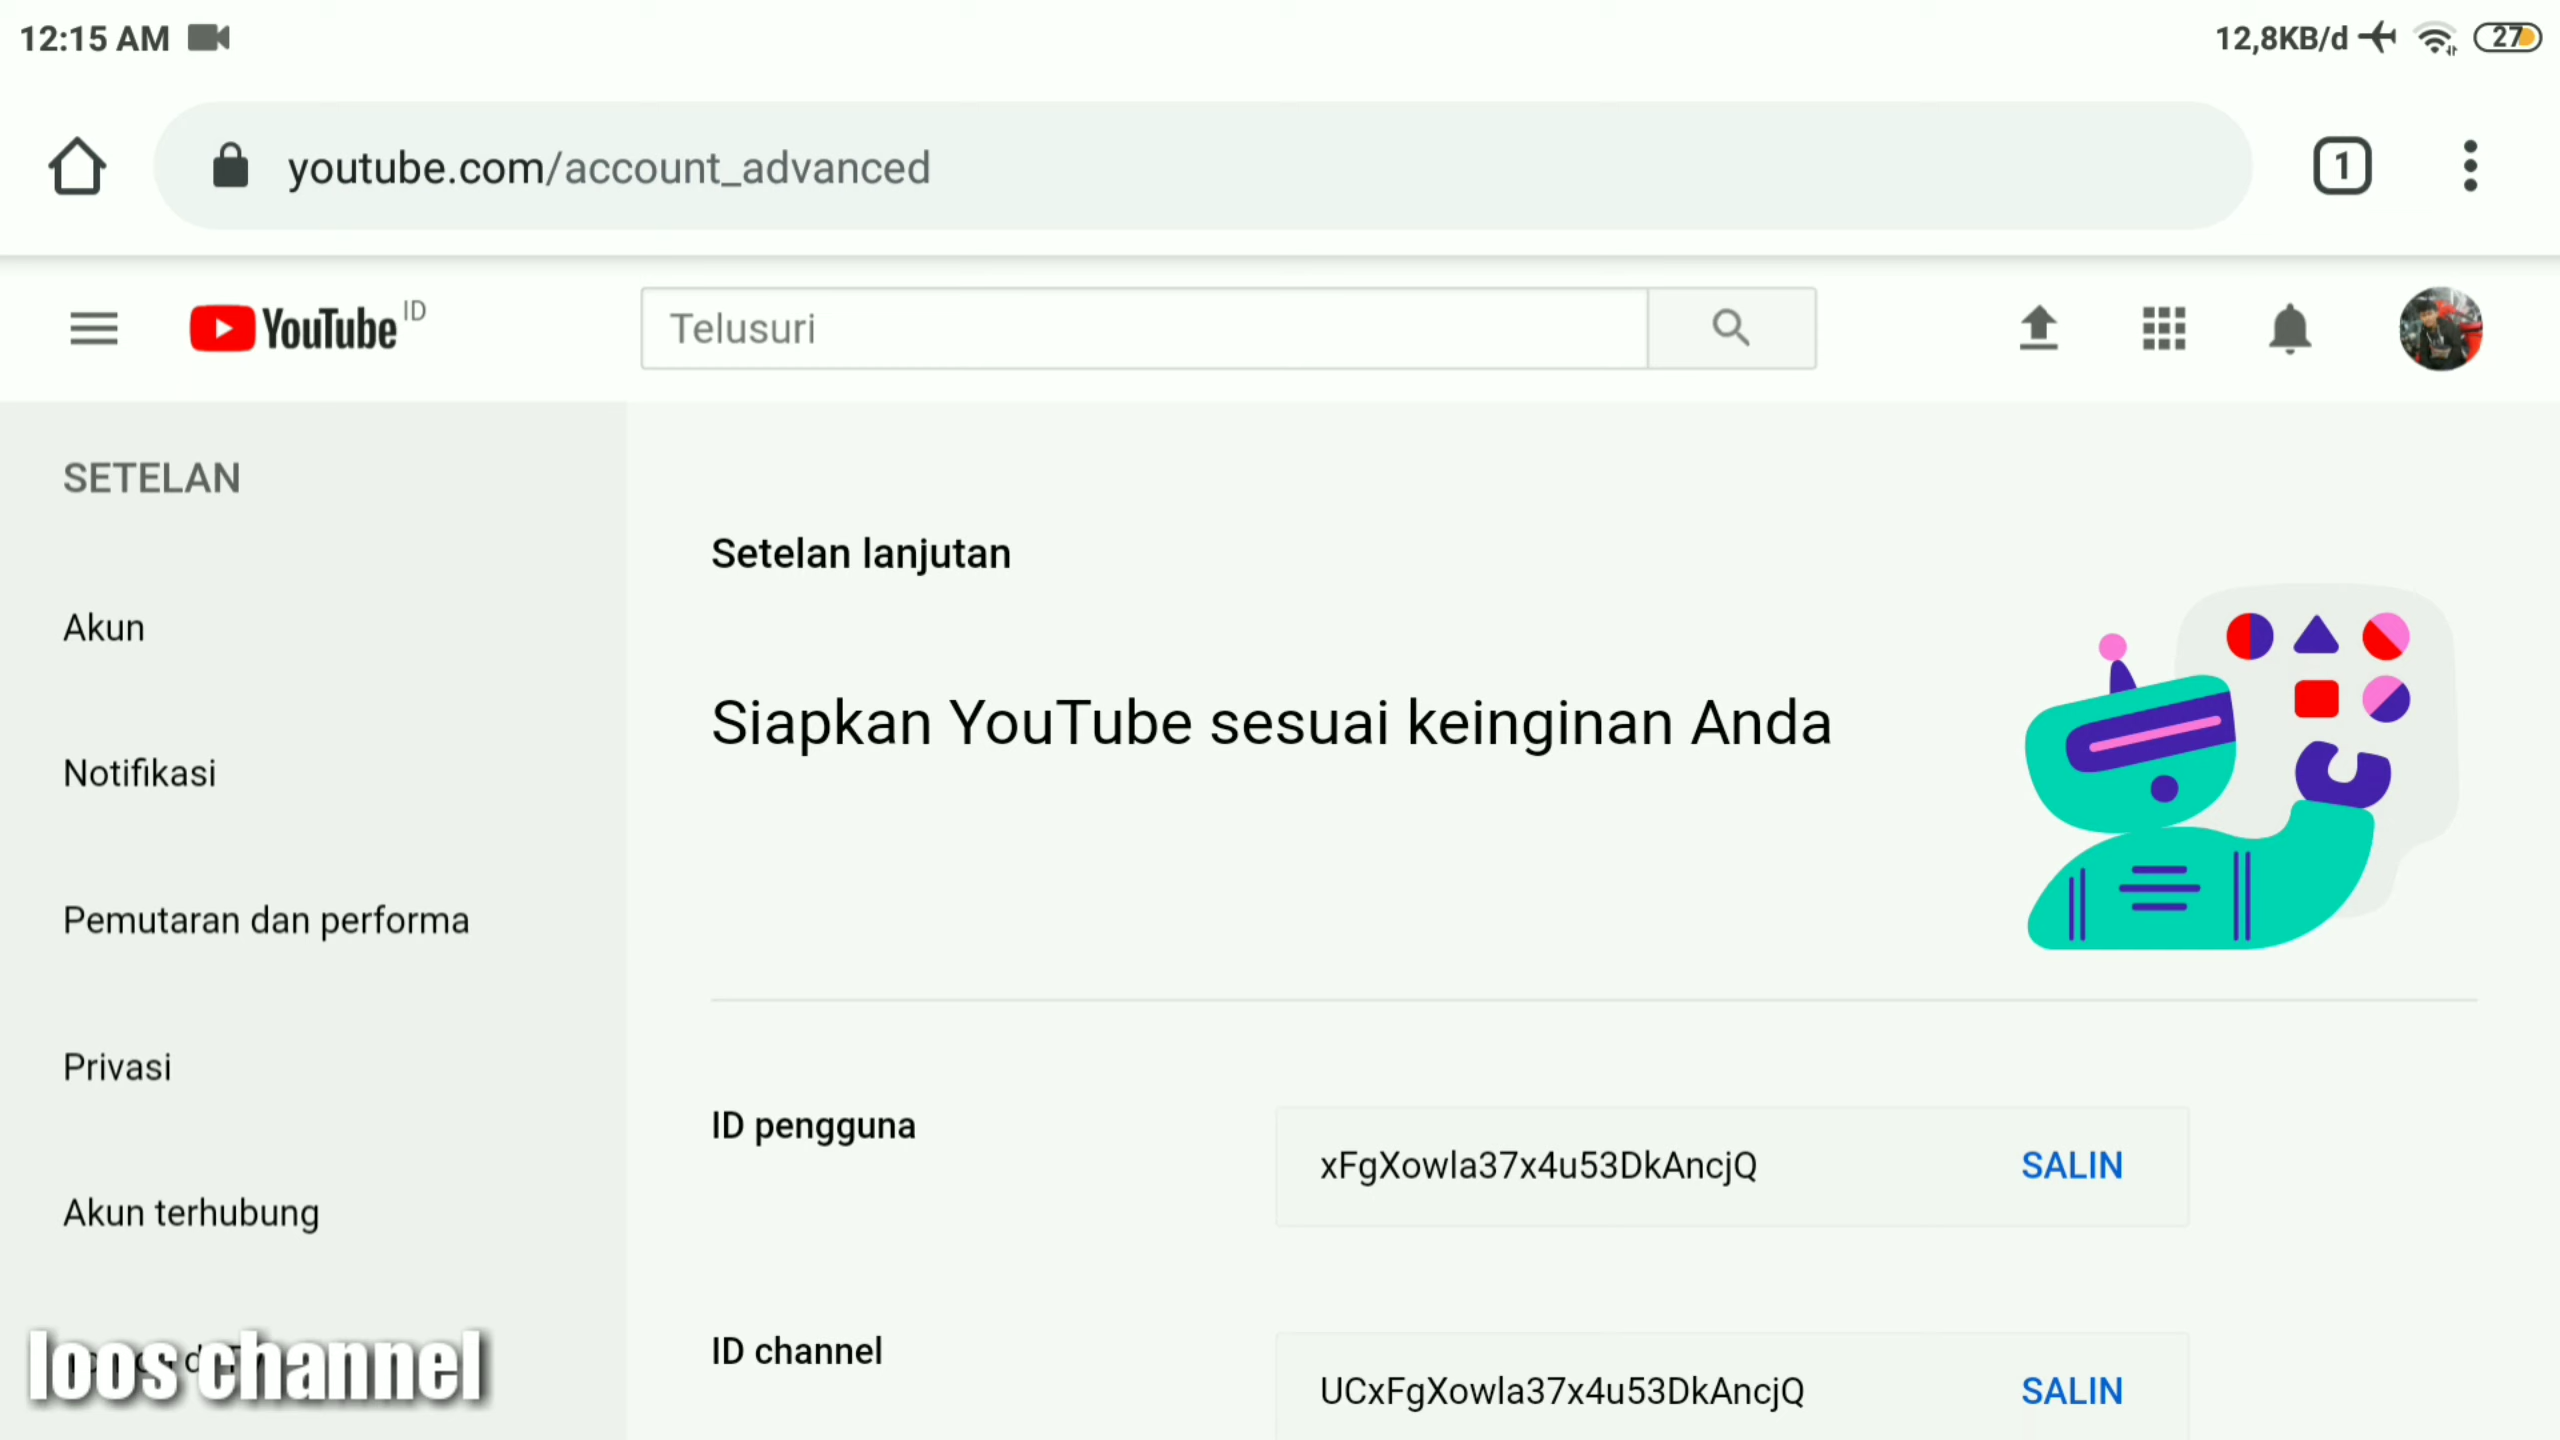 12:15 AM
12,8KB/d
27
youtube.com/account_advanced
1
YouTube ID
Telusuri
SETELAN
Akun
Notifikasi
Pemutaran dan performa
Privasi
Akun terhubung
Setelan lanjutan
Siapkan YouTube sesuai keinginan Anda
ID pengguna
xFgXowla37x4u53DkAncjQ
SALIN
ID channel
UCxFgXowla37x4u53DkAncjQ
SALIN
loos channel